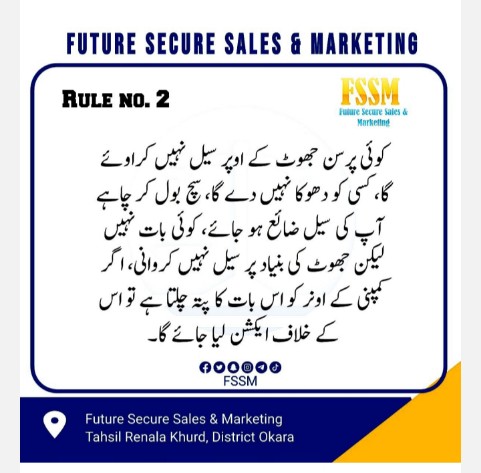 FUTURE SECURE SALES & MARKETING
RULE NO. 2
FSSM
Future Secure Sales &
Marketing
کوئی پرسن جھوٹ کے اوپر سیل نہیں کراوئے
گا، کسی کو دھوکا نہیں دے گا، سچ بول کر چاہے
آپ کی سیل ضائع ہو جائے، کوئی بات نہیں
لیکن جھوٹ کی بنیاد پر سیل نہیں کروانی، اگر
کمپنی کے اونر کو اس بات کا پتہ چلتا ہے تو اس
کے خلاف ایکشن لیا جائے گا۔
FSSM
Future Secure Sales & Marketing
Tahsil Renala Khurd, District Okara